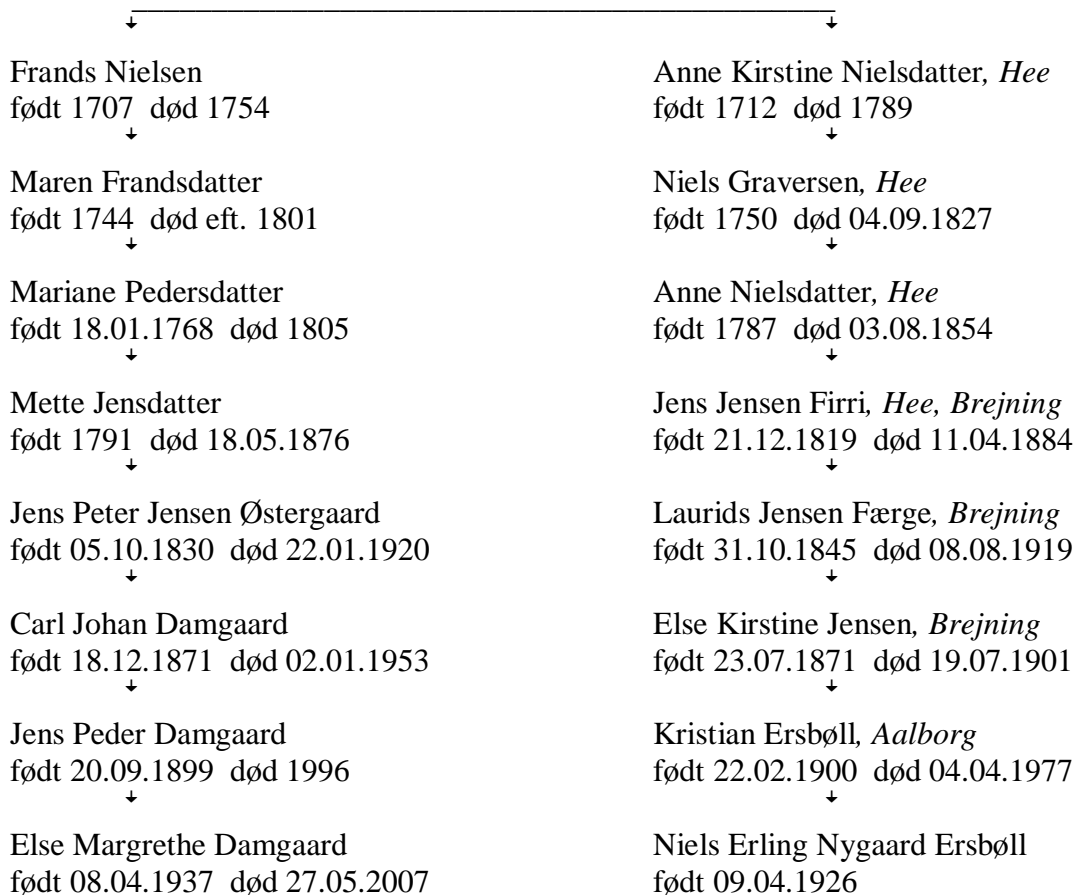 Frands Nielsen
født 1707 død 1754
Anne Kirstine Nielsdatter, Hee
født 1712 død 1789
Maren Frandsdatter
født 1744 død eft. 1801
Niels Graversen, Hee
født 1750 død 04.09.1827
Mariane Pedersdatter
født 18.01.1768 død 1805
Anne Nielsdatter, Hee
født 1787 død 03.08.1854
Mette Jensdatter
født 1791 død 18.05.1876
Jens Jensen Firri, Hee, Brejning
født 21.12.1819 død 11.04.1884
Jens Peter Jensen Østergaard
født 05.10.1830 død 22.01.1920
Laurids Jensen Færge, Brejning
født 31.10.1845 død 08.08.1919
Carl Johan Damgaard
født 18.12.1871 død 02.01.1953
Else Kirstine Jensen, Brejning
født 23.07.1871 død 19.07.1901
Jens Peder Damgaard
født 20.09.1899 død 1996
Kristian Ersbøll, Aalborg
født 22.02.1900 død 04.04.1977
Else Margrethe Damgaard
født 08.04.1937 død 27.05.2007
Niels Erling Nygaard Ersbøll
født 09.04.1926